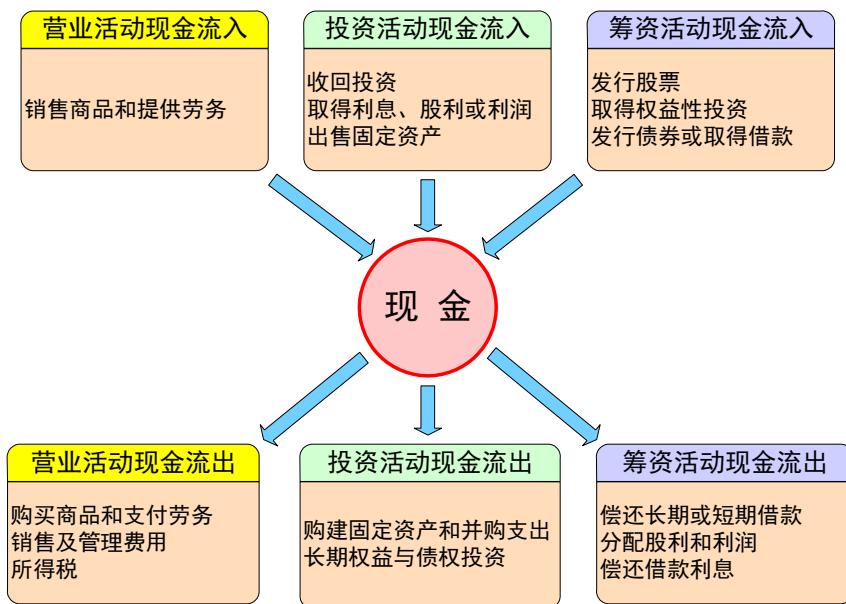 营业活动现金流入
销售商品和提供劳务
投资活动现金流入
收回投资
取得利息、股利或利润
出售固定资产
筹资活动现金流入
发行股票
取得权益性投资
发行债券或取得借款
现 金
营业活动现金流出
购买商品和支付劳务
销售及管理费用
所得税
投资活动现金流出
购建固定资产和并购支出
长期权益与债权投资
筹资活动现金流出
偿还长期或短期借款
分配股利和利润
偿还借款利息